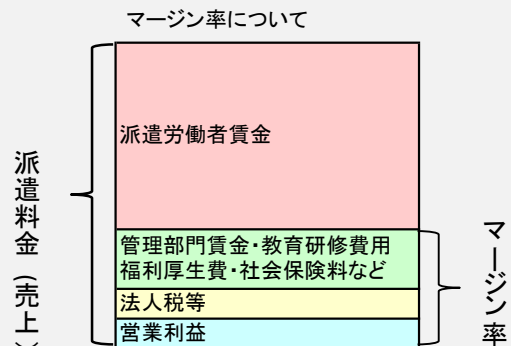 マージン率について
派遣料金（売上）
派遣労働者賃金
管理部門賃金・教育研修費用
福利厚生費・社会保険料など
法人税等
営業利益
マージン率